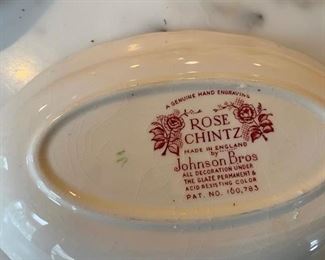 A GENUINE HAND ENGRAVING
ROSE
CHINTZ
MADE IN ENGLAND
by
Johnson Bros
ALL DECORATION UNDER
THE GLAZE PERMANENT &
ACID RESISTING COLOR
PAT. NO. 160,783